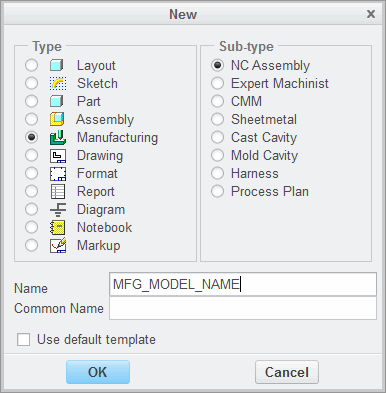 New
Type
Layout
Sketch
Part
Assembly
Manufacturing
Drawing
Format
Report
Diagram
Notebook
Markup
Sub-type
NC Assembly
Expert Machinist
CMM
Sheetmetal
Cast Cavity
Mold Cavity
Harness
Process Plan
Name MFG_MODEL_NAME
Common Name
Use default template
OK Cancel